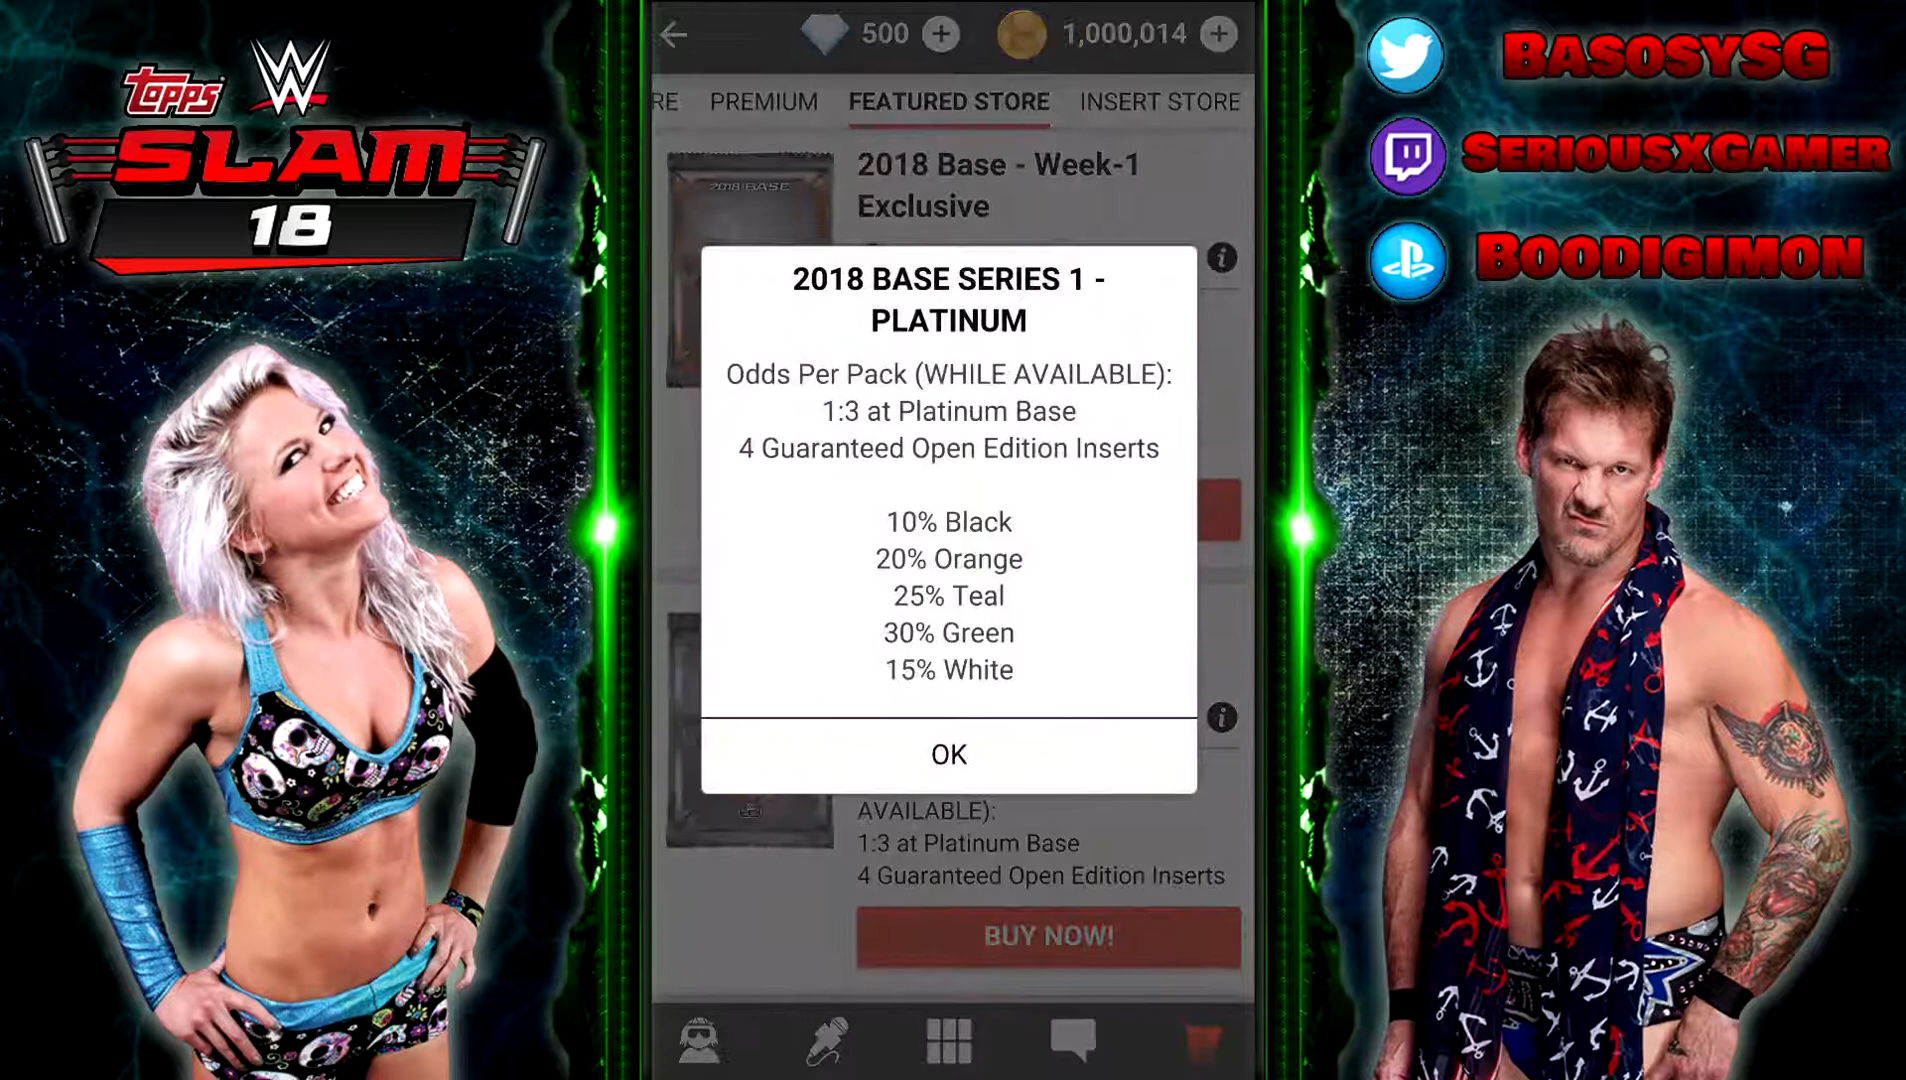 Topps W
SLAM
18
500 + 1,000,014 +
RE PREMIUM FEATURED STORE INSERT STORE
2018 BASE
2018 Base - Week-1
Exclusive
2018 BASE SERIES 1 -
PLATINUM
Odds Per Pack (WHILE AVAILABLE):
1:3 at Platinum Base
4 Guaranteed Open Edition Inserts
10% Black
20% Orange
25% Teal
30% Green
15% White
OK
AVAILABLE):
1:3 at Platinum Base
4 Guaranteed Open Edition Inserts
BUY NOW!
BASOSYSG
SERIOUSXGAMER
BOODIGIMON